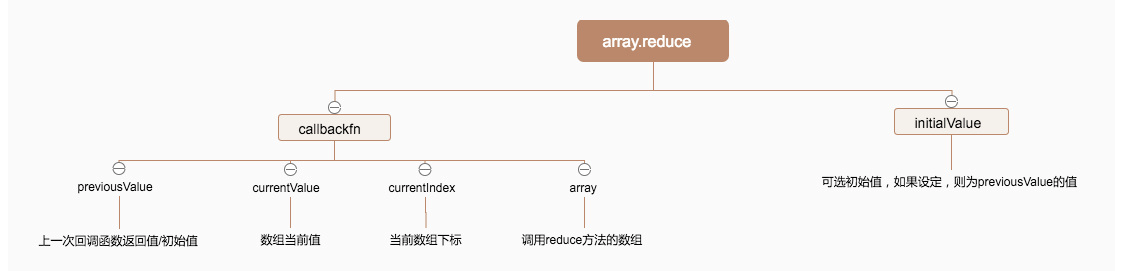 array.reduce
callbackfn
initialValue
previousValue
currentValue
currentIndex
array
可选初始值，如果设定，则为previousValue的值
上一次回调函数返回值/初始值
数组当前值
当前数组下标
调用reduce方法的数组